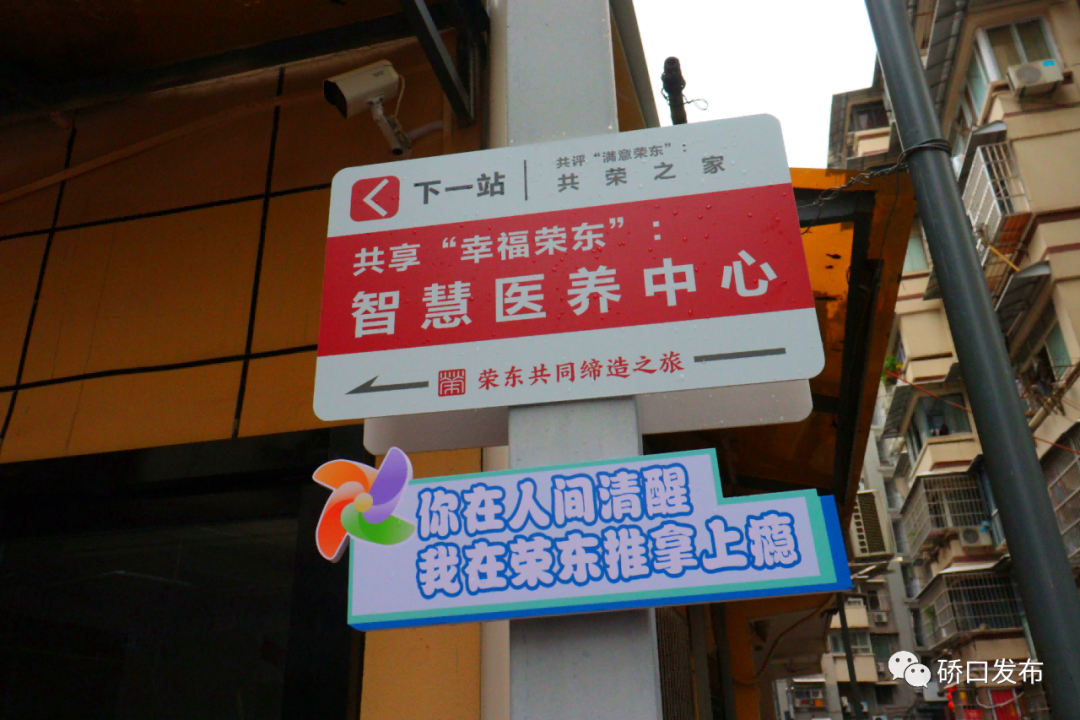 下一站
共评“满意荣东”：
共荣之家
共享“幸福荣东”：
智慧医养中心
荣 荣东共同缔造之旅
你在人间清醒
我在荣东推拿上瘾
硚口发布